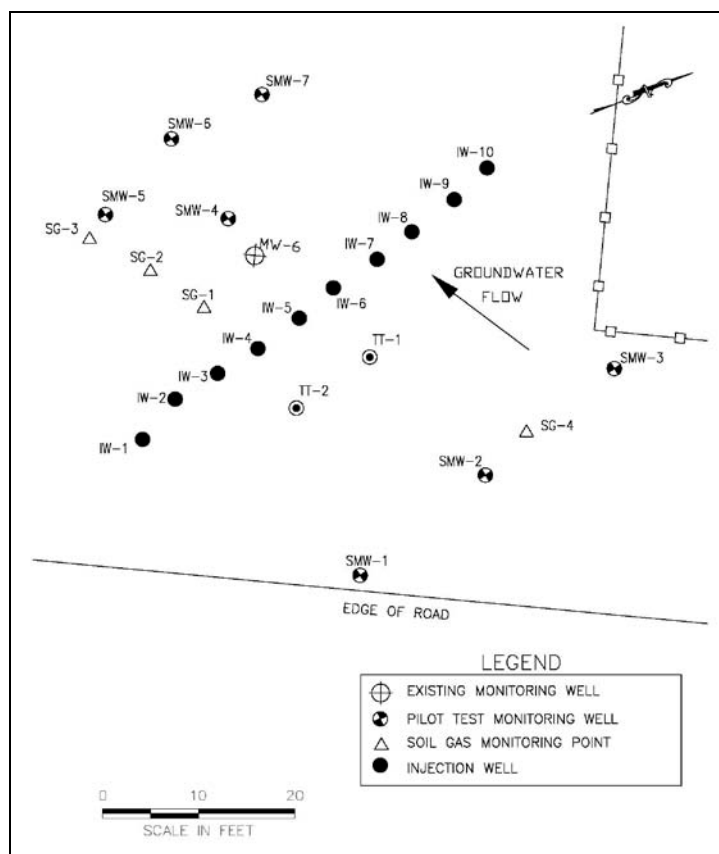 SMW-7
SMW-6
IW-10
IW-9
SMW-5
SMW-4
IW-8
SG-3
MW-6
IW-7
SG-2
GROUNDWATER
FLOW
SG-1
IW-6
IW-5
IW-4
TT-1
SMW-3
IW-3
TT-2
IW-2
SG-4
IW-1
SMW-2
SMW-1
EDGE OF ROAD
LEGEND
EXISTING MONITORING WELL
PILOT TEST MONITORING WELL
SOIL GAS MONITORING POINT
INJECTION WELL
0 10 20
SCALE IN FEET